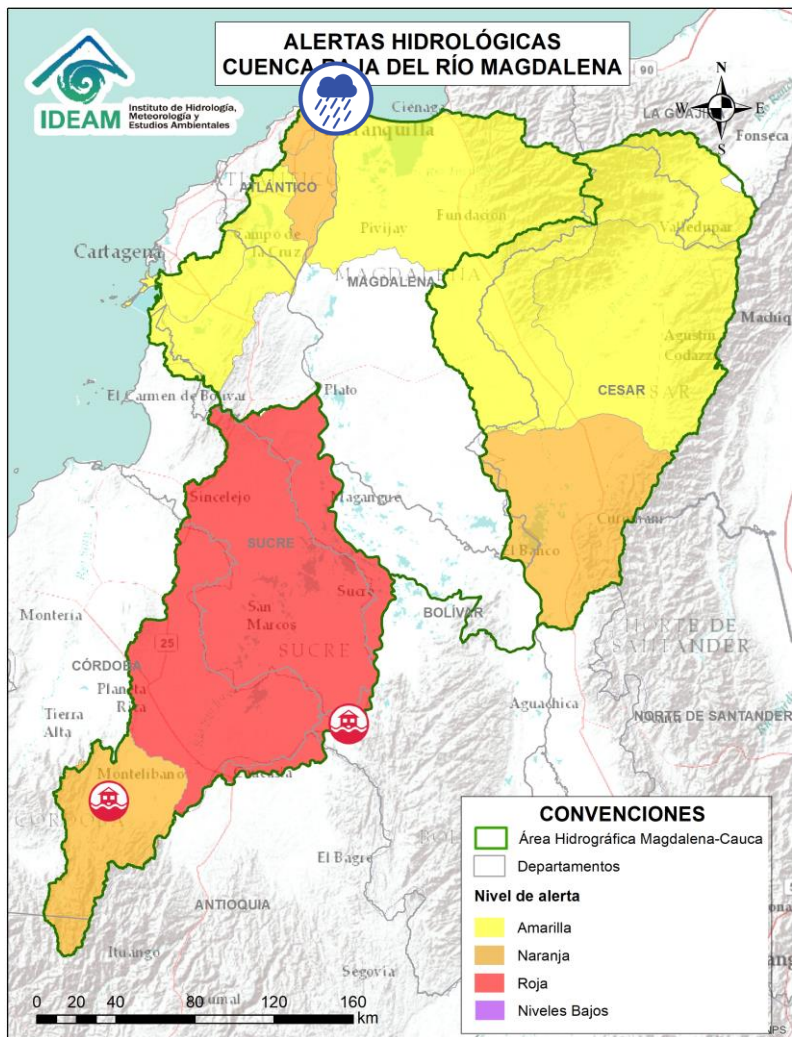 ALERTAS HIDROLÓGICAS
CUENCA BAJA DEL RÍO MAGDALENA
IDEAM
Instituto de Hidrología,
Meteorología y
Estudios Ambientales
N
W
E
S
90
Ciénaga
LA GUAJIRA
Fonseca
ATLÁNTICO
Cartagena
Campo de
la Cruz
Pivijay
Fundación
Valledupar
MAGDALENA
MAGDALENA
Agustín
Codazzi
CESAR
El Carmen de Bolívar
Plato
Sincelejo
Magangue
SUCRE
Curumani
El Banco
Sucre
San
Marcos
SUCRE
BOLÍVAR
Montería
CÓRDOBA
25
Planeta
Rica
Tierra
Alta
NORTE DE
SANTANDER
Aguachica
NORTE DE SANTANDER
Montelibano
El Bagre
ANTIOQUIA
Ituango
Segovia
CONVENCIONES
Área Hidrográfica Magdalena-Cauca
Departamentos
Nivel de alerta
Amarilla
Naranja
Roja
Niveles Bajos
0 20 40 80 120 160
km